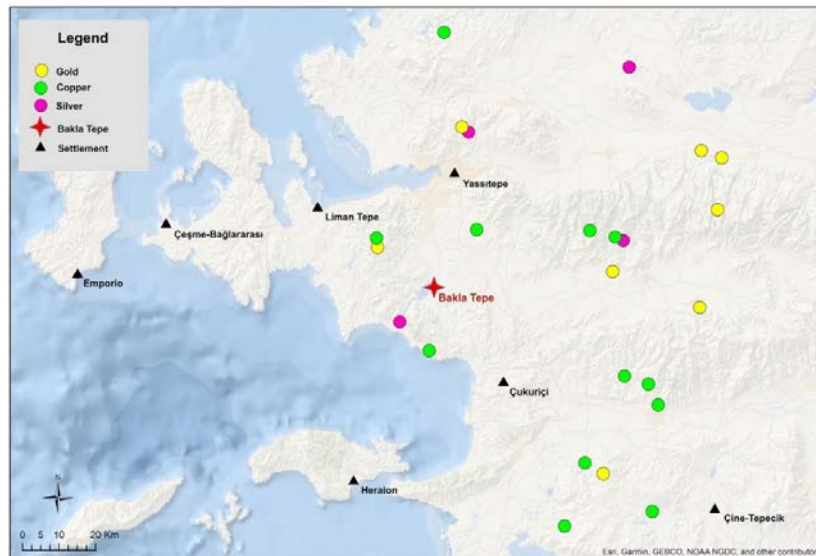 Legend
Gold
Copper
Silver
Bakla Tepe
Settlement
Yassıtepe
Liman Tepe
Çeşme-Bağlararası
Emporio
Bakla Tepe
Çukuriçi
Heraion
Çine-Tepecik
N
0 5 10 15 20 Km
Esri, Garmin, GEBCO, NOAA NGDC, and other contributors